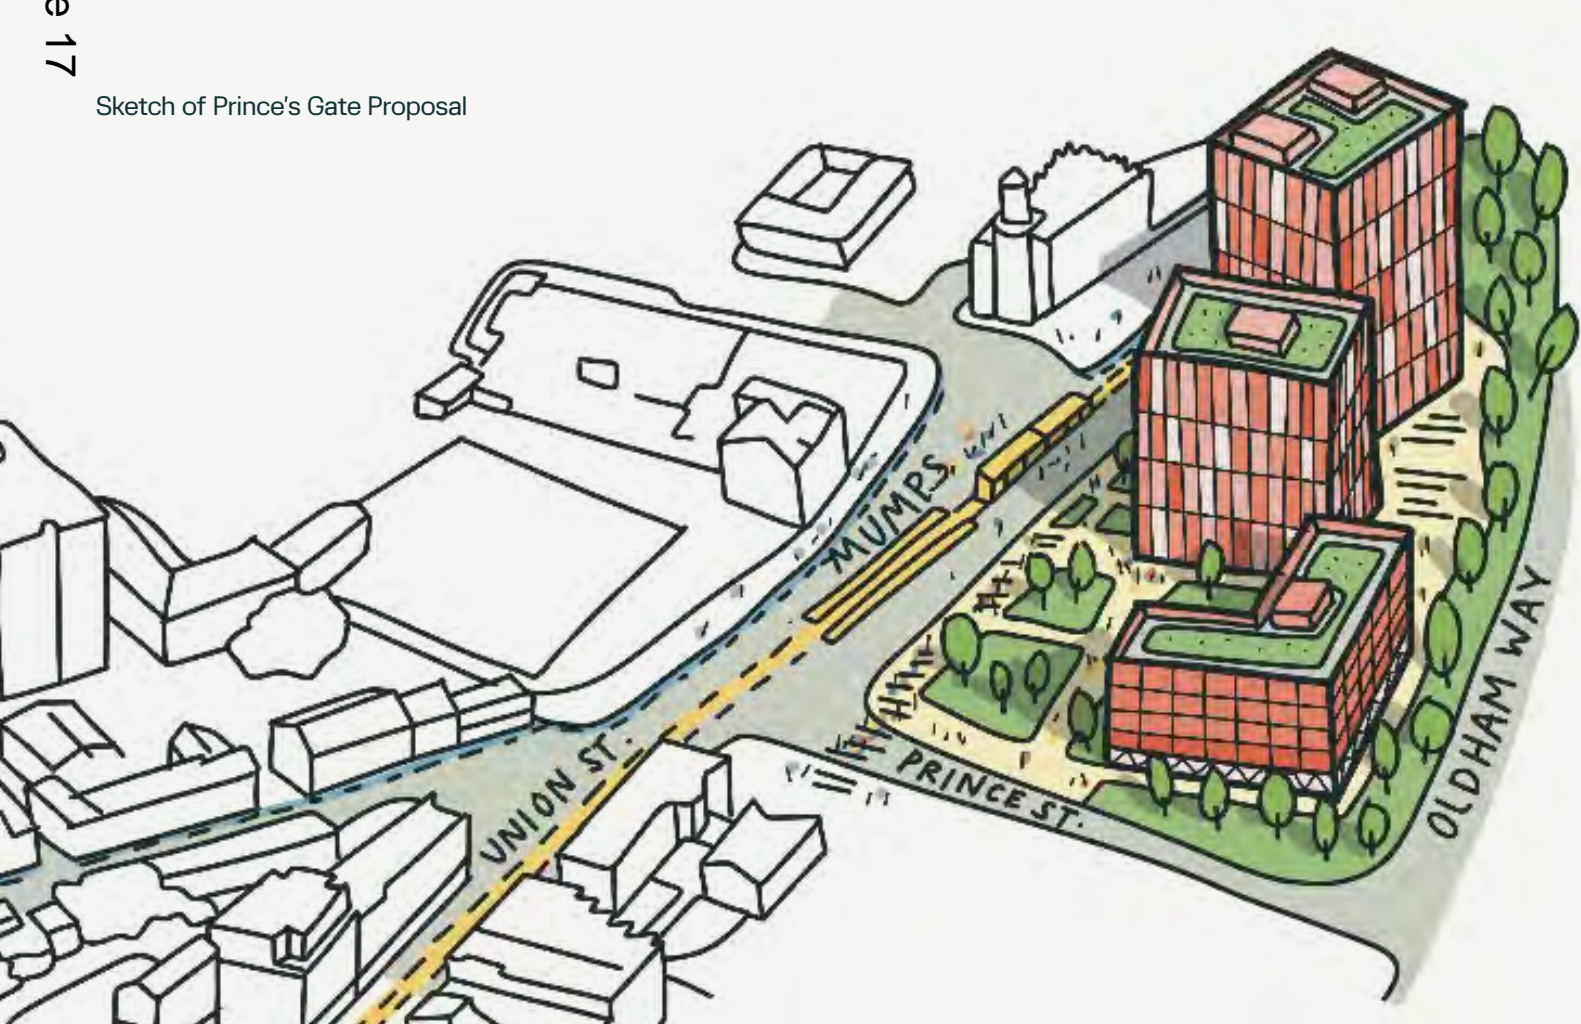 e 17
Sketch of Prince's Gate Proposal
MUMPS.
UNION ST.
PRINCE ST.
OLDHAM WAY